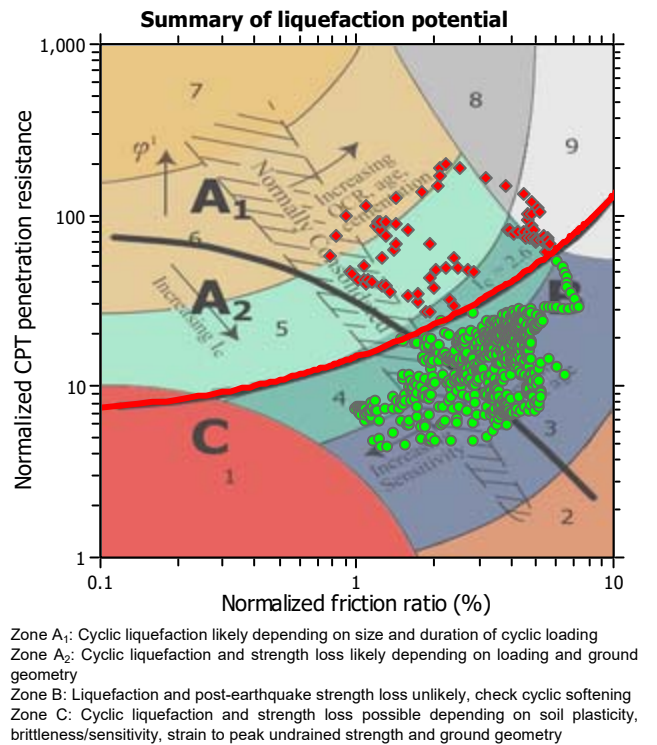 Summary of liquefaction potential
1,000
100
10
1
Normalized CPT penetration resistance
7
8
9
φ'
A1
Normally Consolidated
Increasing
OCR, age,
cementation
6
A2
Increasing Ic
5
Ic = 2.6
B
4
C
1
3
Increasing
Sensitivity
2
0.1
1
10
Normalized friction ratio (%)
Zone A1: Cyclic liquefaction likely depending on size and duration of cyclic loading
Zone A2: Cyclic liquefaction and strength loss likely depending on loading and ground
geometry
Zone B: Liquefaction and post-earthquake strength loss unlikely, check cyclic softening
Zone C: Cyclic liquefaction and strength loss possible depending on soil plasticity,
brittleness/sensitivity, strain to peak undrained strength and ground geometry